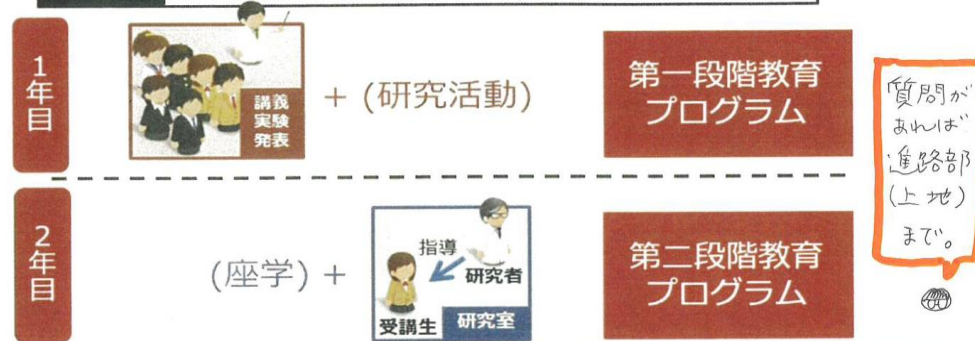 1年目
講義
実験
発表
+ (研究活動)
第一段階教育
プログラム
質問が
あれば
進路部
(上地)
まで。
2年目
(座学) +
指導
研究者
受講生
研究室
第二段階教育
プログラム